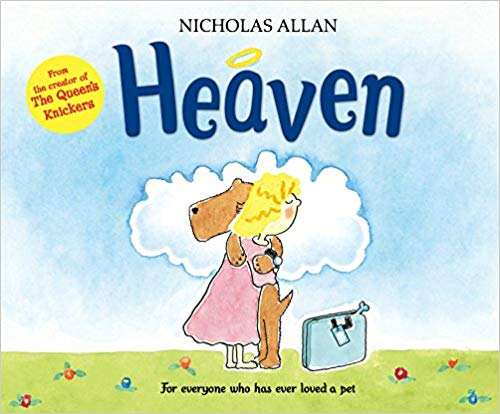 NICHOLAS ALLAN
Heaven
From
the creator of
The Queen's
Knickers
For everyone who has ever loved a pet